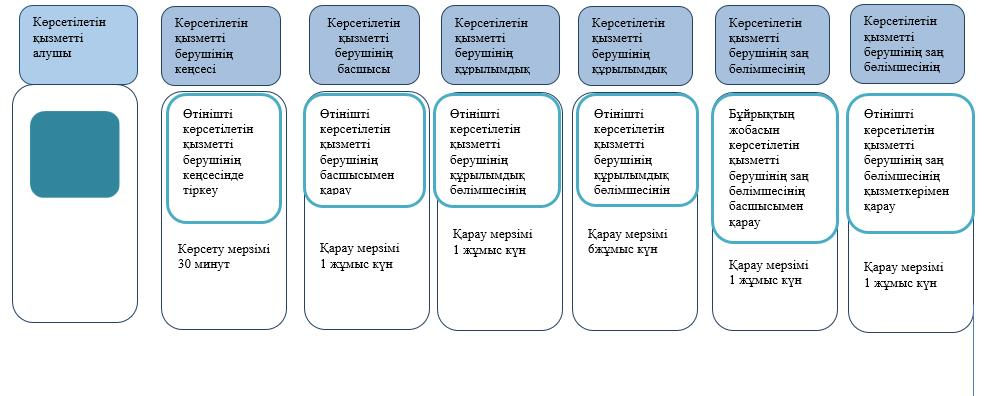 Көрсетілетін
қызметті
алушы
Көрсетілетін
қызметті
берушінің
кеңсесі
Көрсетілетін
қызметті
берушінің
басшысы
Көрсетілетін
қызметті
берушінің
құрылымдық
Көрсетілетін
қызметті
берушінің
құрылымдық
Көрсетілетін
қызметті
берушінің заң
бөлімшесінің
Көрсетілетін
қызметті
берушінің заң
бөлімшесінің
Өтінішті
көрсетілетін
қызметті
берушінің
кеңсесінде
тіркеу
Көрсету мерзімі
30 минут
Өтінішті
көрсетілетін
қызметті
берушінің
басшысымен
қарау
Қарау мерзімі
1 жұмыс күн
Өтінішті
көрсетілетін
қызметті
берушінің
құрылымдық
бөлімшесінің
Қарау мерзімі
1 жұмыс күн
Өтінішті
көрсетілетін
қызметті
берушінің
құрылымдық
бөлімшесінін
Қарау мерзімі
6жұмыс күн
Бұйрықтың
жобасын
көрсетілетін
қызметті
берушінің заң
бөлімшесінің
басшысымен
қарау
Қарау мерзімі
1 жұмыс күн
Өтінішті
көрсетілетін
қызметті
берушінің заң
бөлімшесінің
қызметкерімен
қарау
Қарау мерзімі
1 жұмыс күн